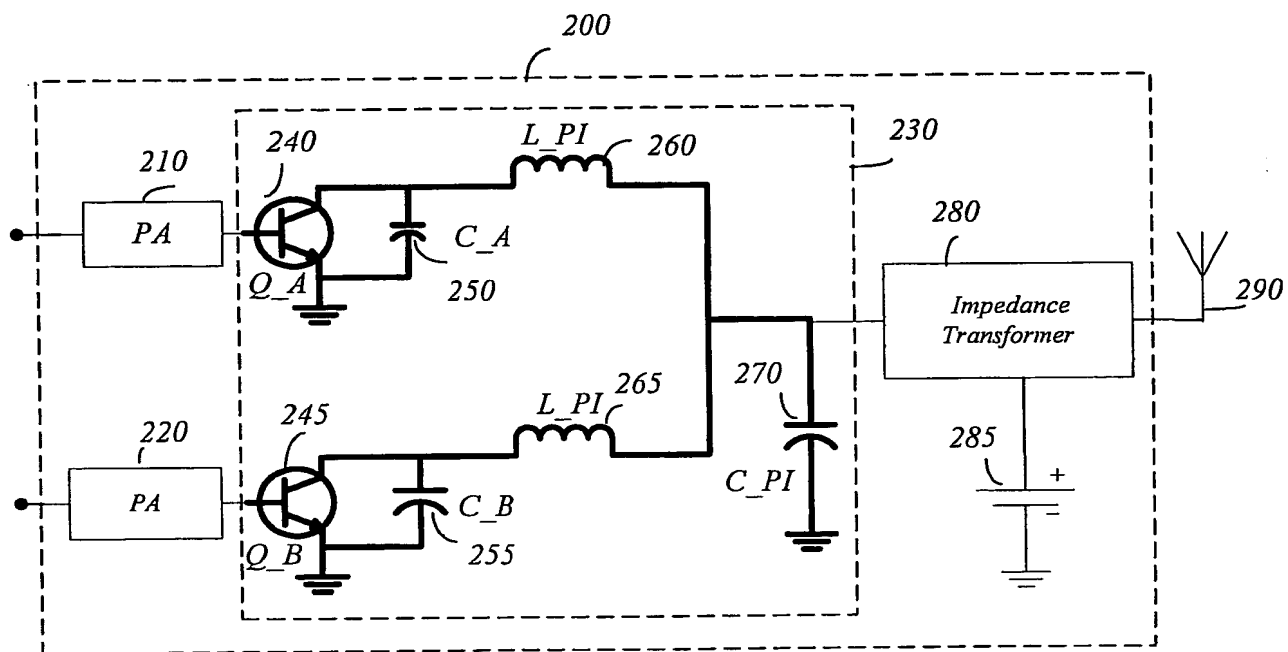 200
240
L_PI
260
230
210
PA
C_A
Q_A
250
280
Impedance
Transformer
290
L_PI
265
270
245
220
PA
C_B
255
Q_B
C_PI
285
+
–